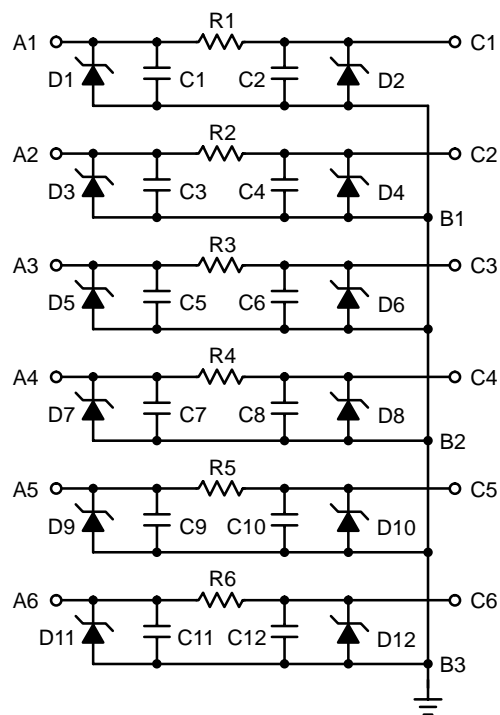 R1
A1 C1
D1 C1 C2 D2
R2
A2 C2
D3 C3 C4 D4
B1
R3
A3 C3
D5 C5 C6 D6
R4
A4 C4
D7 C7 C8 D8
B2
R5
A5 C5
D9 C9 C10 D10
R6
A6 C6
D11 C11 C12 D12
B3